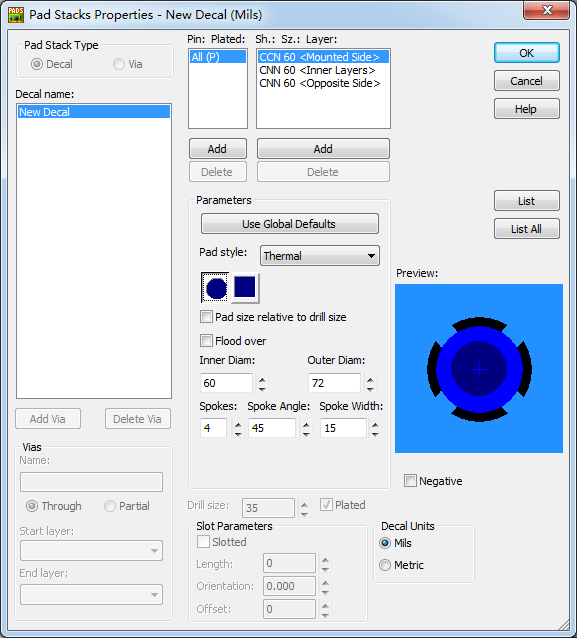 PADS
Pad Stacks Properties - New Decal (Mils)
Pad Stack Type
Decal
Via
Decal name:
New Decal
Add Via
Delete Via
Vias
Name:
Through
Partial
Start layer:
End layer:
Pin: Plated:
All (P)
Add
Delete
Sh.: Sz.: Layer:
CCN 60 <Mounted Side>
CNN 60 <Inner Layers>
CNN 60 <Opposite Side>
Add
Delete
Parameters
Use Global Defaults
Pad style:
Thermal
Pad size relative to drill size
Flood over
Inner Diam:
Outer Diam:
60
72
Spokes:
Spoke Angle:
Spoke Width:
4
45
15
Drill size:
35
Plated
Slot Parameters
Slotted
Length:
0
Orientation:
0.000
Offset:
0
OK
Cancel
Help
List
List All
Preview:
Negative
Decal Units
Mils
Metric